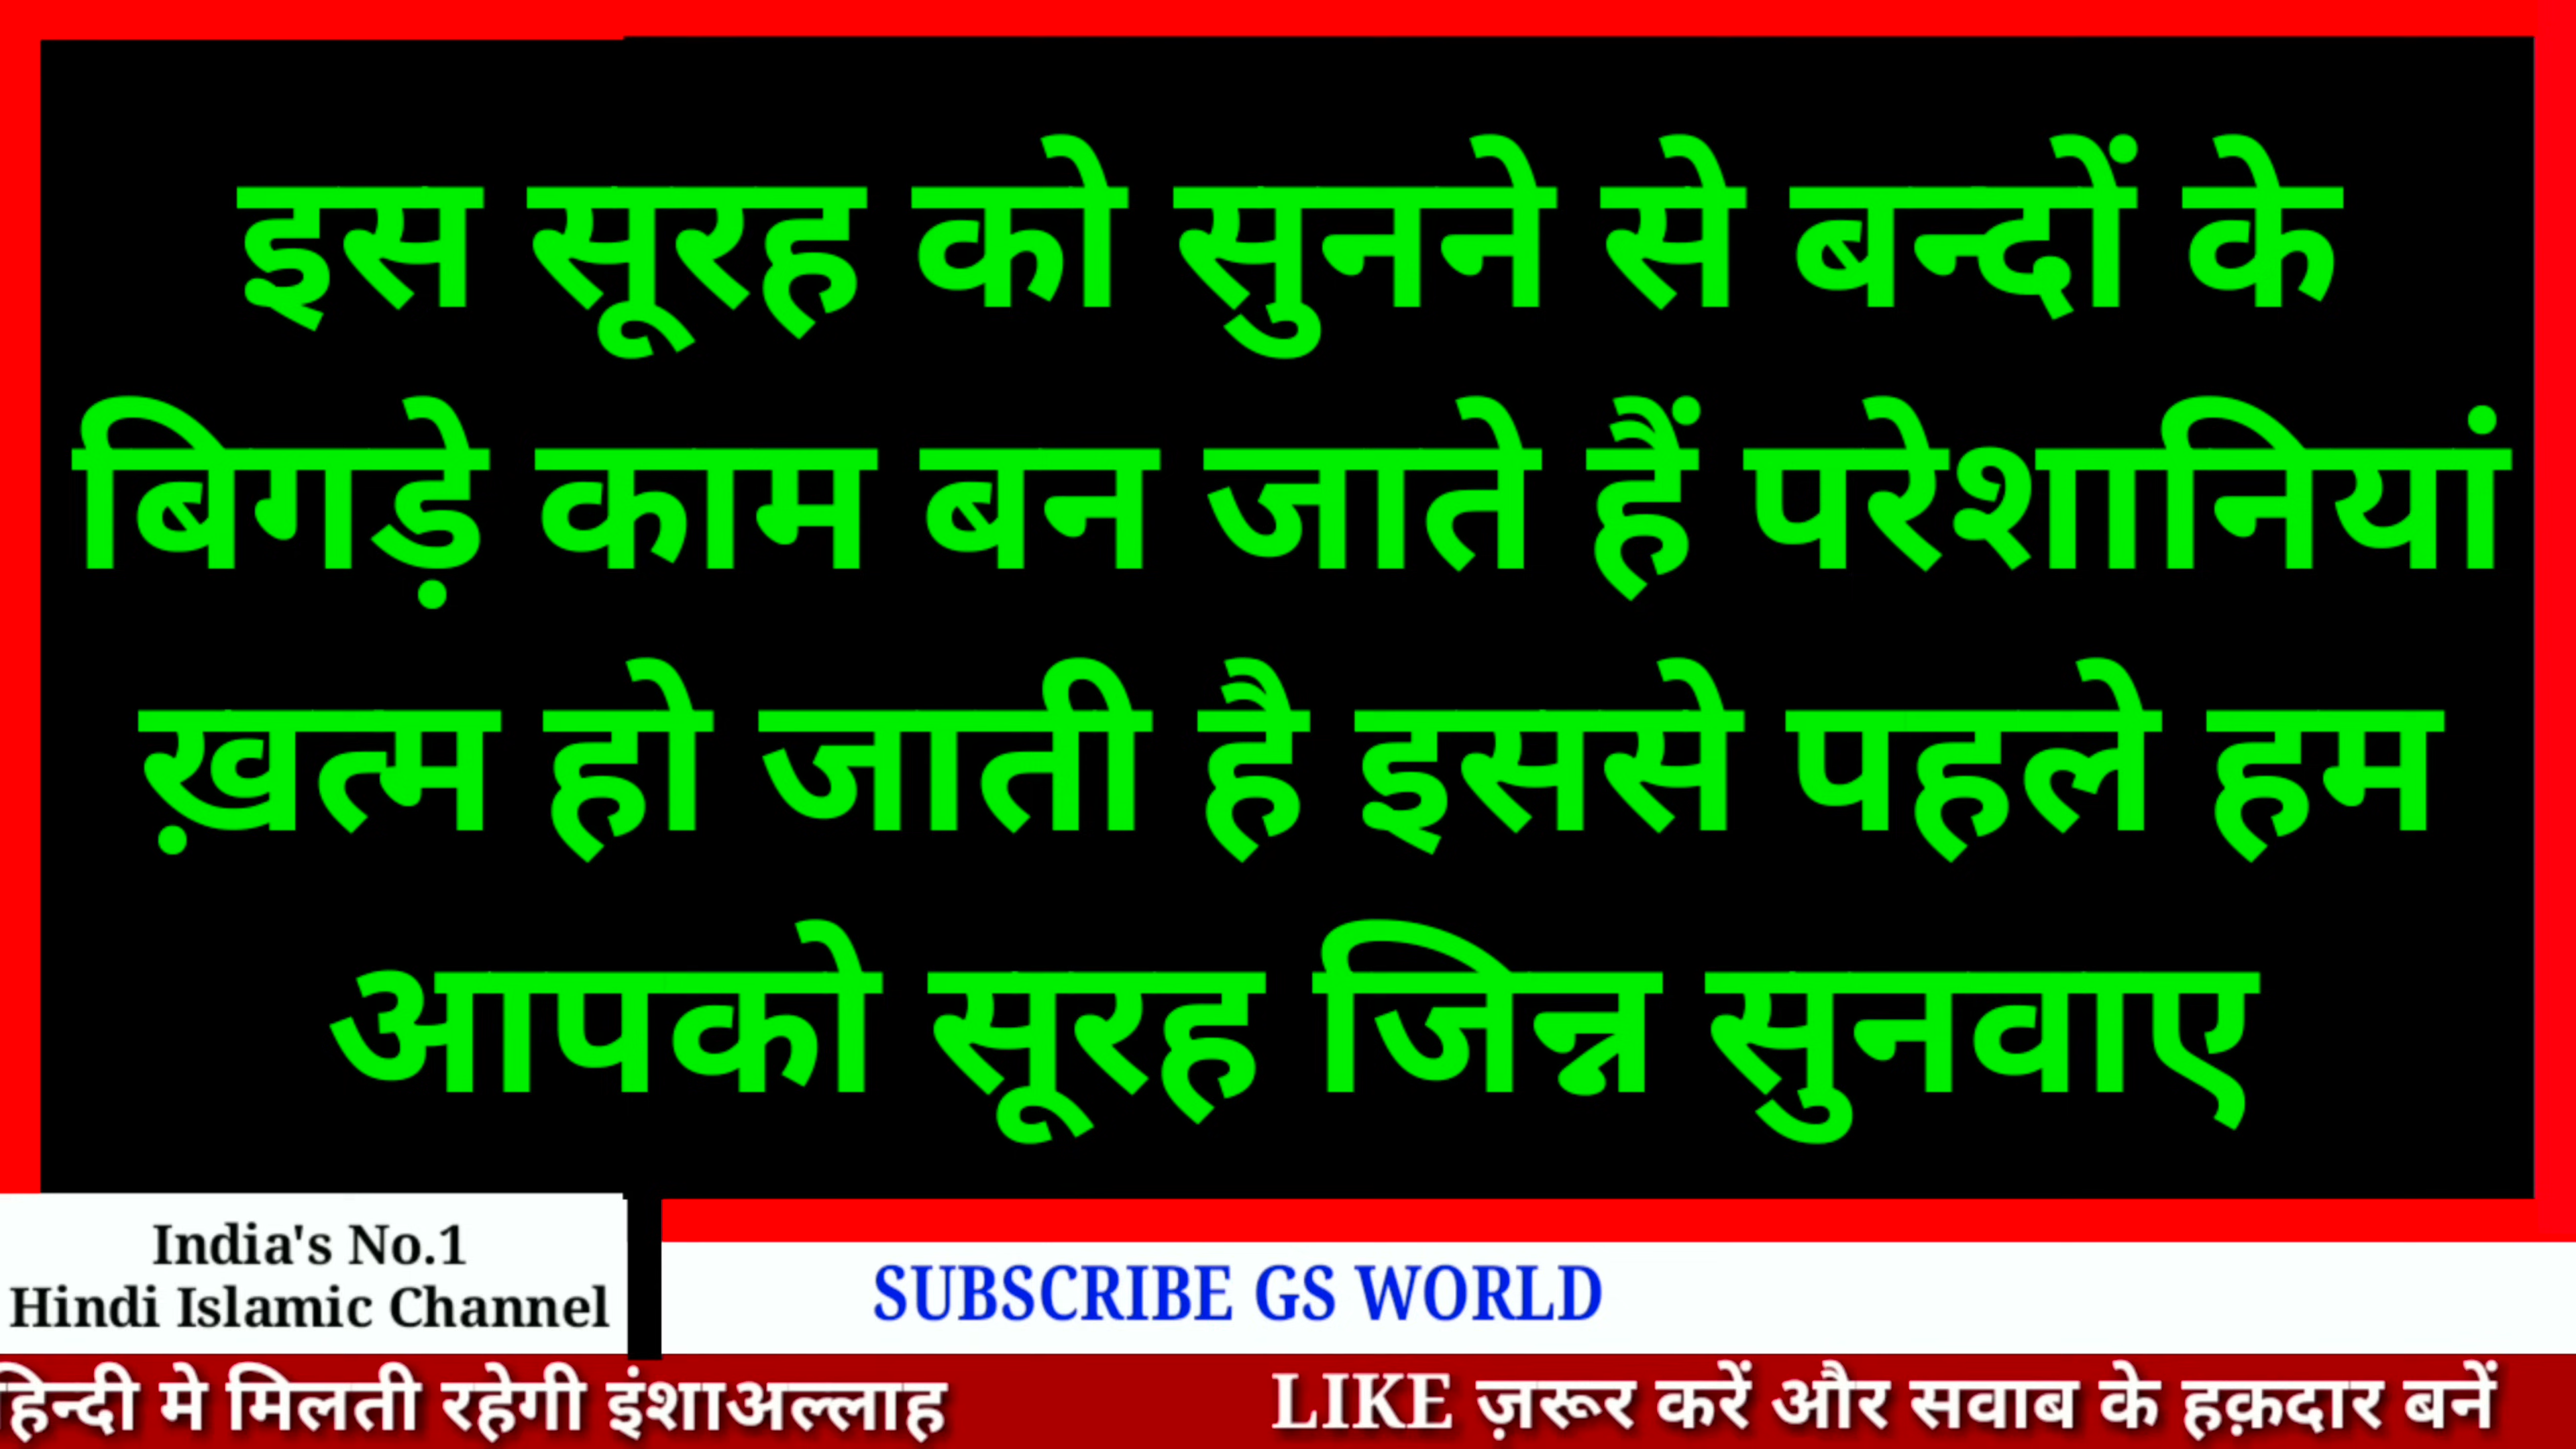 इस सूरह को सुनने से बन्दों के
बिगड़े काम बन जाते हैं परेशानियां
ख़त्म हो जाती है इससे पहले हम
आपको सूरह जिन्न सुनवाए
India's No.1
Hindi Islamic Channel
SUBSCRIBE GS WORLD
हिन्दी मे मिलती रहेगी इंशाअल्लाह LIKE ज़रूर करें और सवाब के हक़दार बनें